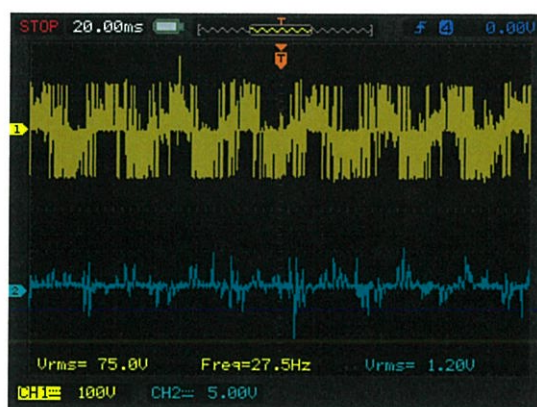 STOP 20.00ms T 4 0.00V
T
1
2
Vrms= 75.0V Freq=27.5Hz Vrms= 1.20V
CH1 100V CH2 5.00V